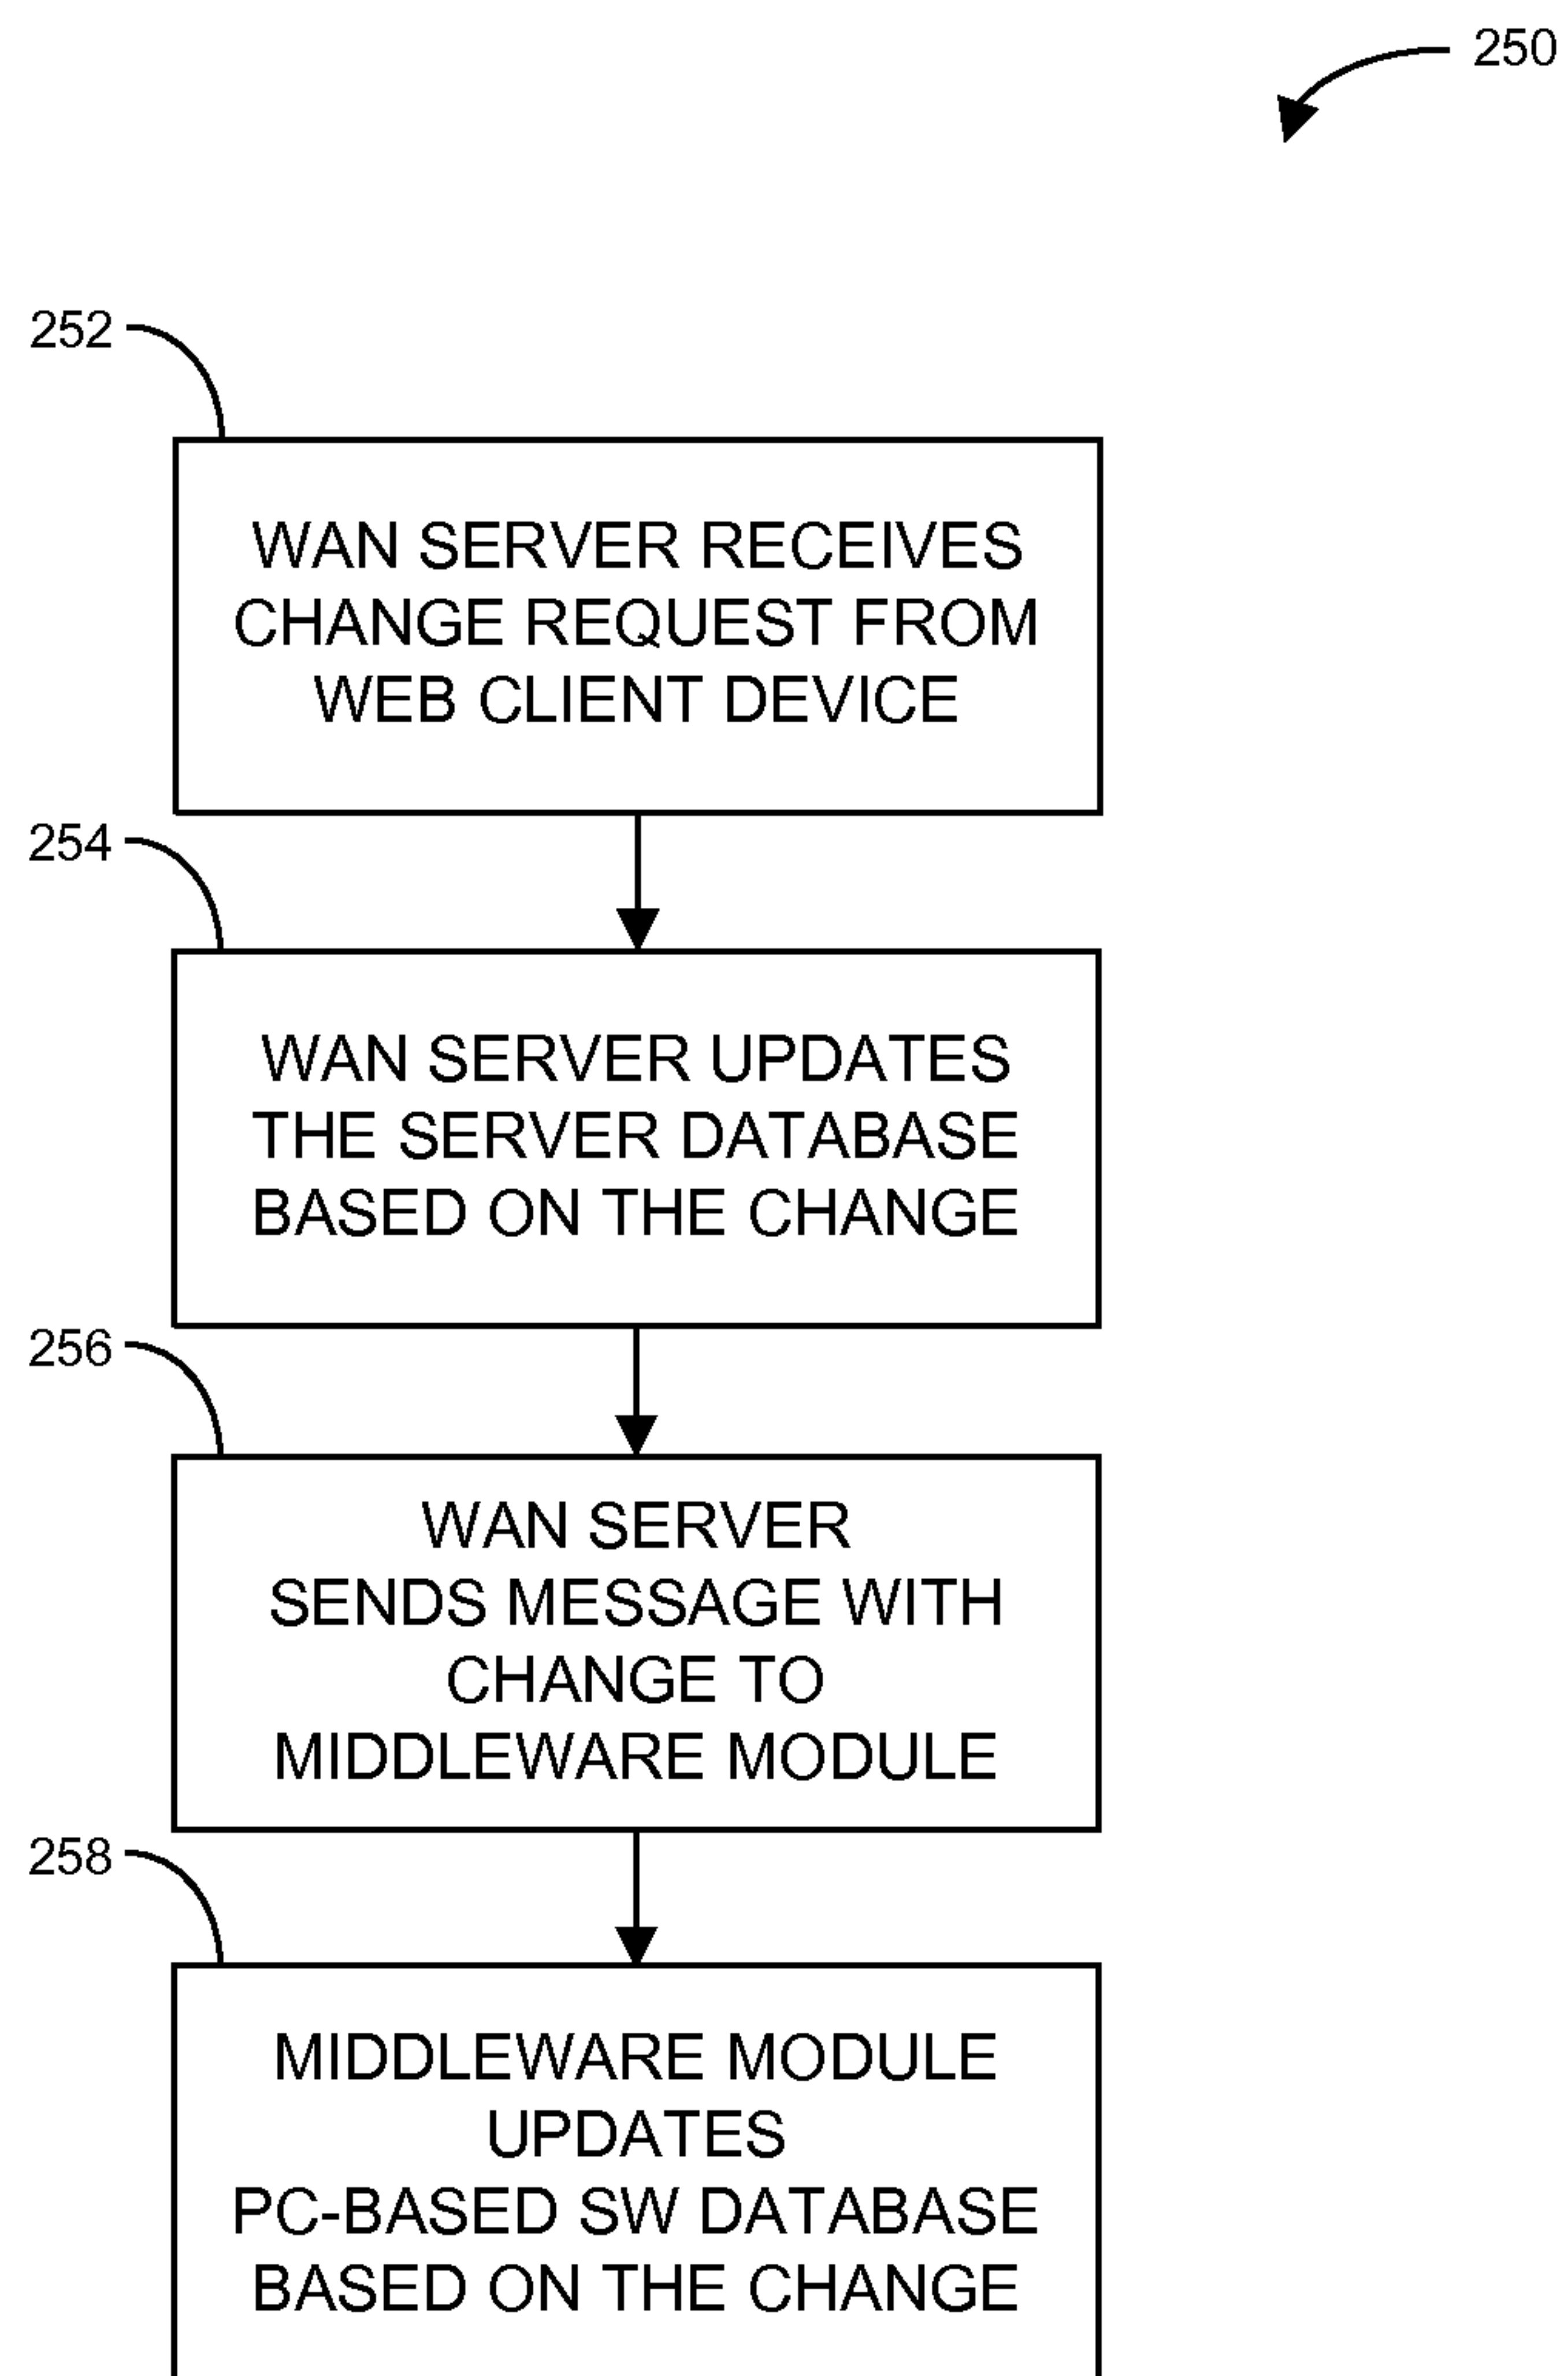 250
252
WAN SERVER RECEIVES
CHANGE REQUEST FROM
WEB CLIENT DEVICE
254
WAN SERVER UPDATES
THE SERVER DATABASE
BASED ON THE CHANGE
256
WAN SERVER
SENDS MESSAGE WITH
CHANGE TO
MIDDLEWARE MODULE
258
MIDDLEWARE MODULE
UPDATES
PC-BASED SW DATABASE
BASED ON THE CHANGE